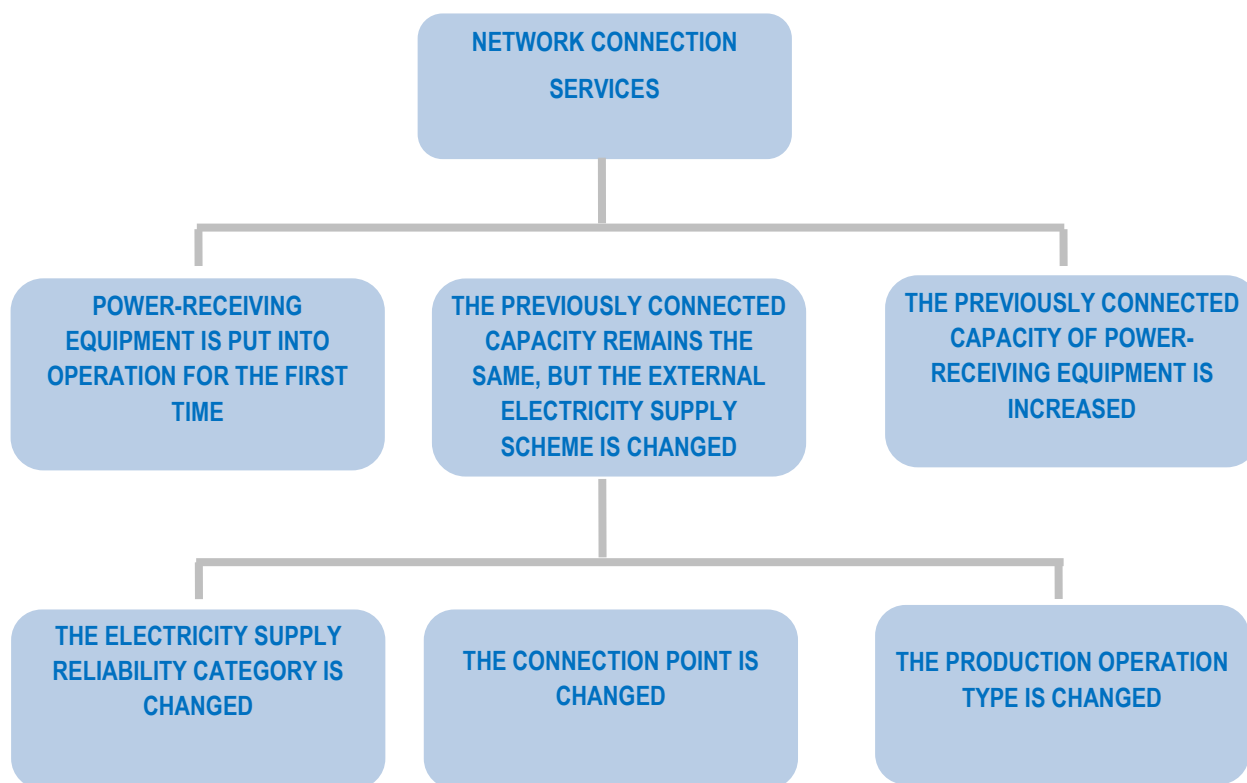 NETWORK CONNECTION
SERVICES
POWER-RECEIVING
EQUIPMENT IS PUT INTO
OPERATION FOR THE FIRST
TIME
THE PREVIOUSLY CONNECTED
CAPACITY REMAINS THE
SAME, BUT THE EXTERNAL
ELECTRICITY SUPPLY
SCHEME IS CHANGED
THE PREVIOUSLY CONNECTED
CAPACITY OF POWER-
RECEIVING EQUIPMENT IS
INCREASED
THE ELECTRICITY SUPPLY
RELIABILITY CATEGORY IS
CHANGED
THE CONNECTION POINT IS
CHANGED
THE PRODUCTION OPERATION
TYPE IS CHANGED